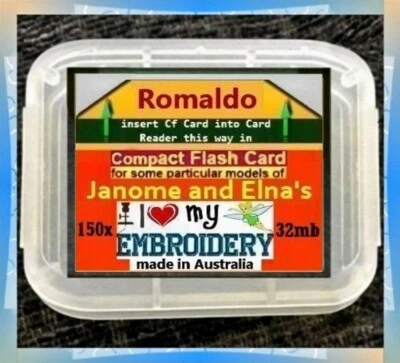 Romaldo
insert Cf Card into Card
Reader this way in
Compact Flash Card
for some particular models of
Janome and Elna's
150x I my 32mb
EMBROIDERY
made in Australia